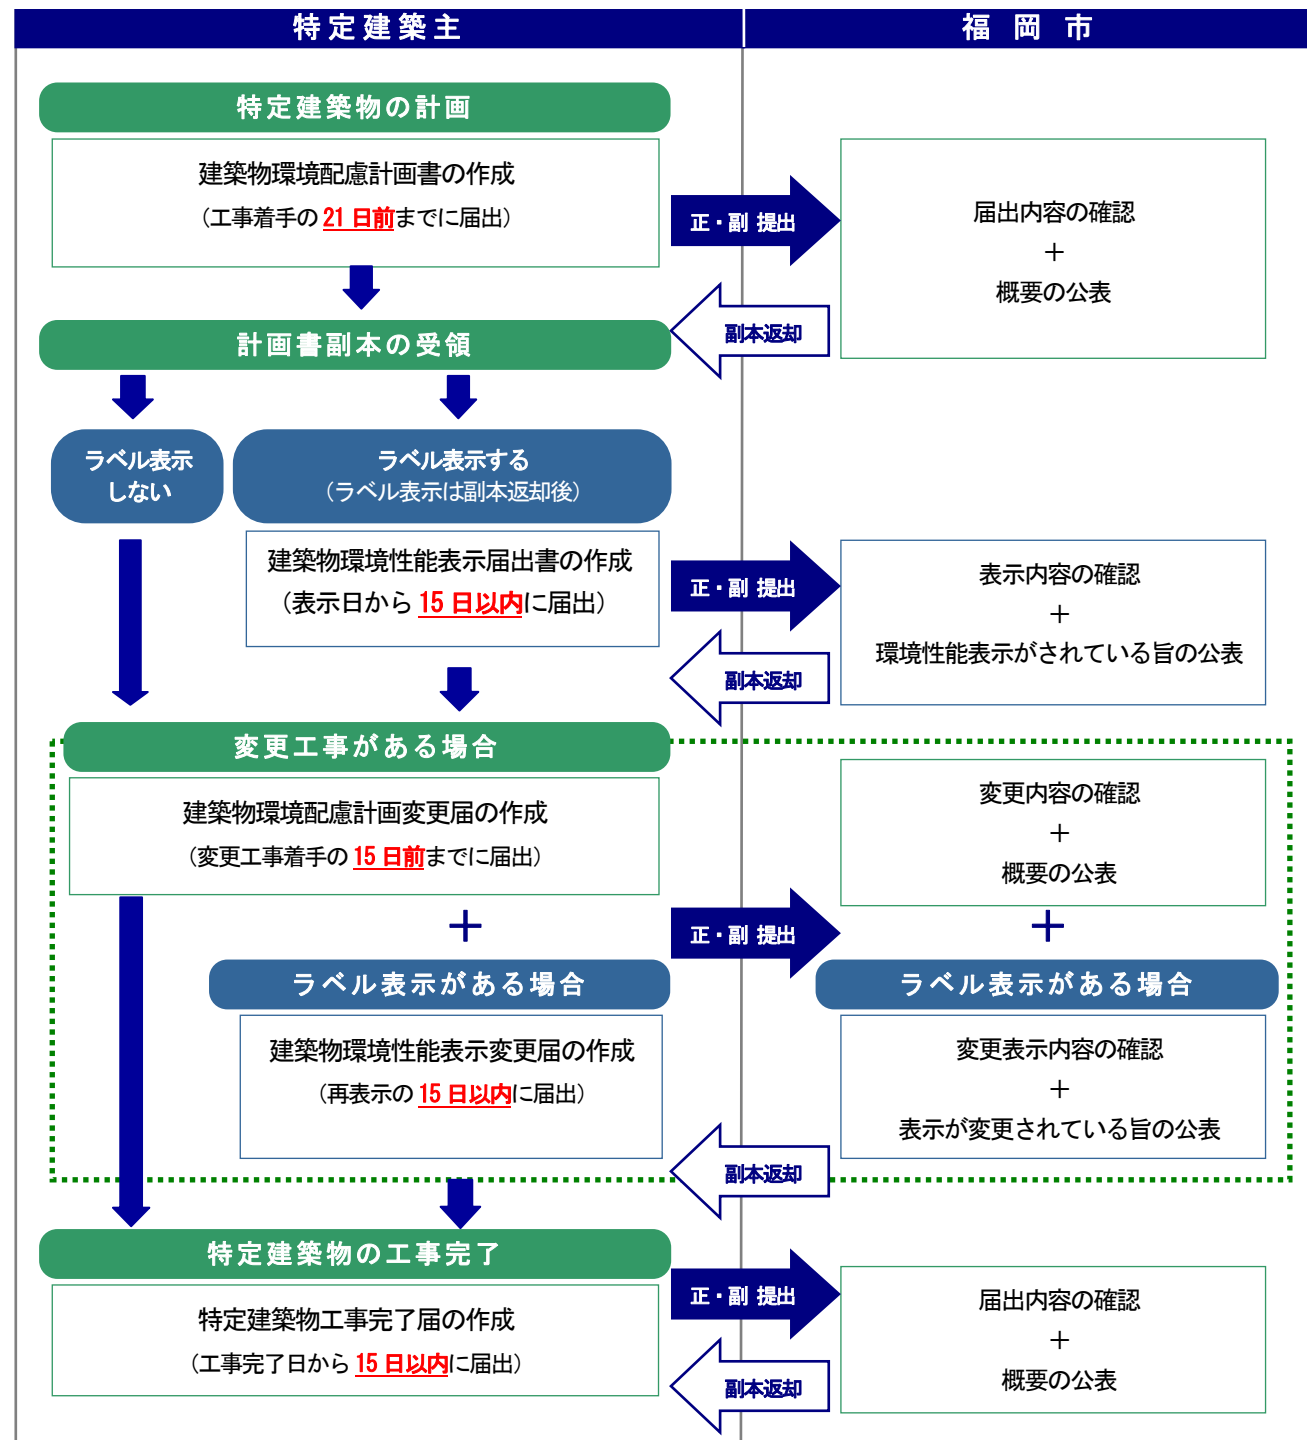 特定建築主
福岡市
特定建築物の計画
建築物環境配慮計画書の作成
（工事着手の 21 日前までに届出）
正・副 提出
届出内容の確認
＋
概要の公表
副本返却
計画書副本の受領
ラベル表示
しない
ラベル表示する
（ラベル表示は副本返却後）
建築物環境性能表示届出書の作成
（表示日から 15 日以内に届出）
正・副 提出
表示内容の確認
＋
環境性能表示がされている旨の公表
副本返却
変更工事がある場合
建築物環境配慮計画変更届の作成
（変更工事着手の 15 日前までに届出）
変更内容の確認
＋
概要の公表
＋
正・副 提出
＋
ラベル表示がある場合
建築物環境性能表示変更届の作成
（再表示の 15 日以内に届出）
ラベル表示がある場合
変更表示内容の確認
＋
表示が変更されている旨の公表
副本返却
特定建築物の工事完了
特定建築物工事完了届の作成
（工事完了日から 15 日以内に届出）
正・副 提出
届出内容の確認
＋
概要の公表
副本返却